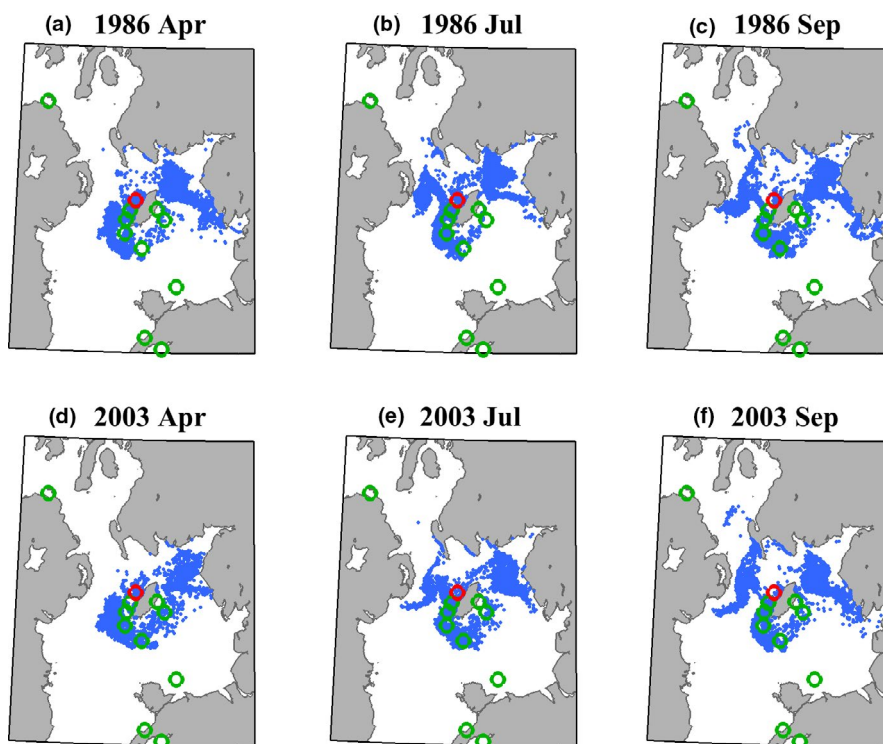 (a) 1986 Apr
(b) 1986 Jul
(c) 1986 Sep
(d) 2003 Apr
(e) 2003 Jul
(f) 2003 Sep